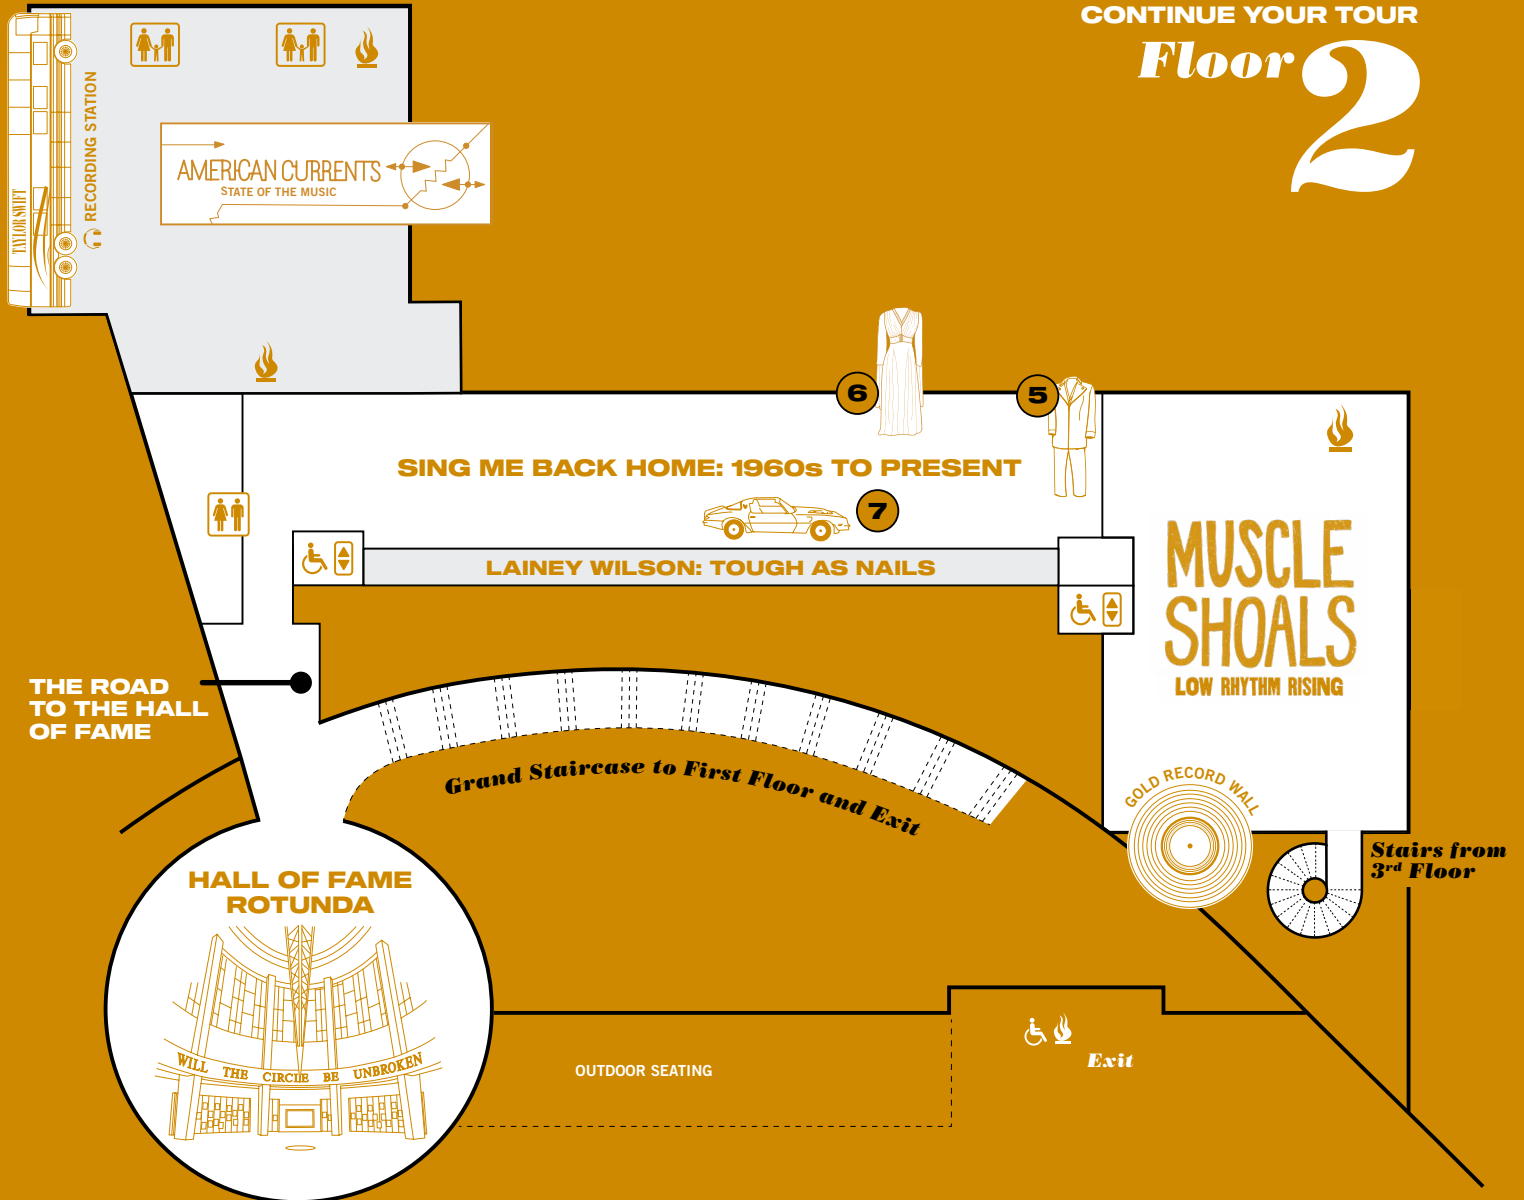 CONTINUE YOUR TOUR
Floor 2
TAYLOR SWIFT
RECORDING STATION
AMERICAN CURRENTS
STATE OF THE MUSIC
6
5
SING ME BACK HOME: 1960s TO PRESENT
7
LAINEY WILSON: TOUGH AS NAILS
MUSCLE
SHOALS
LOW RHYTHM RISING
THE ROAD
TO THE HALL
OF FAME
Grand Staircase to First Floor and Exit
GOLD RECORD WALL
Stairs from
3rd Floor
HALL OF FAME
ROTUNDA
WILL THE CIRCLE BE UNBROKEN
OUTDOOR SEATING
Exit